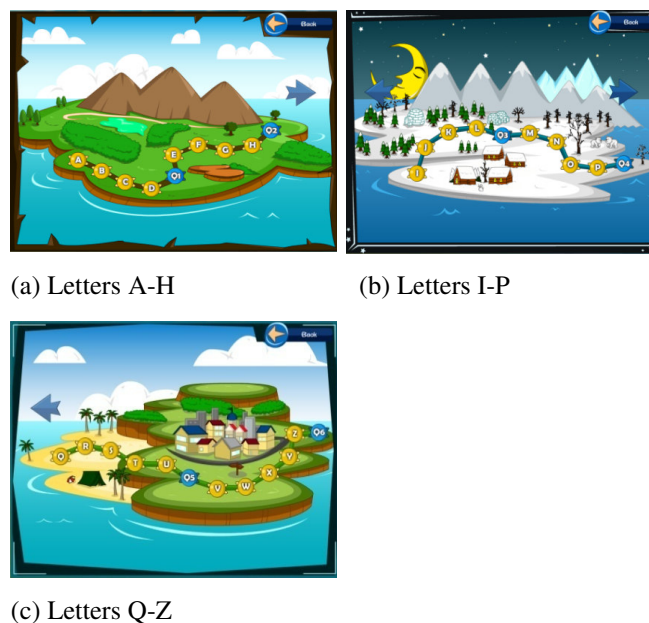 Back
A
B
C
D
Q1
E
F
G
H
Q2
(a) Letters A-H
Back
I
J
K
L
Q3
M
N
O
P
Q4
(b) Letters I-P
Back
Q
R
S
T
U
Q5
V
W
X
Y
Z
Q6
(c) Letters Q-Z